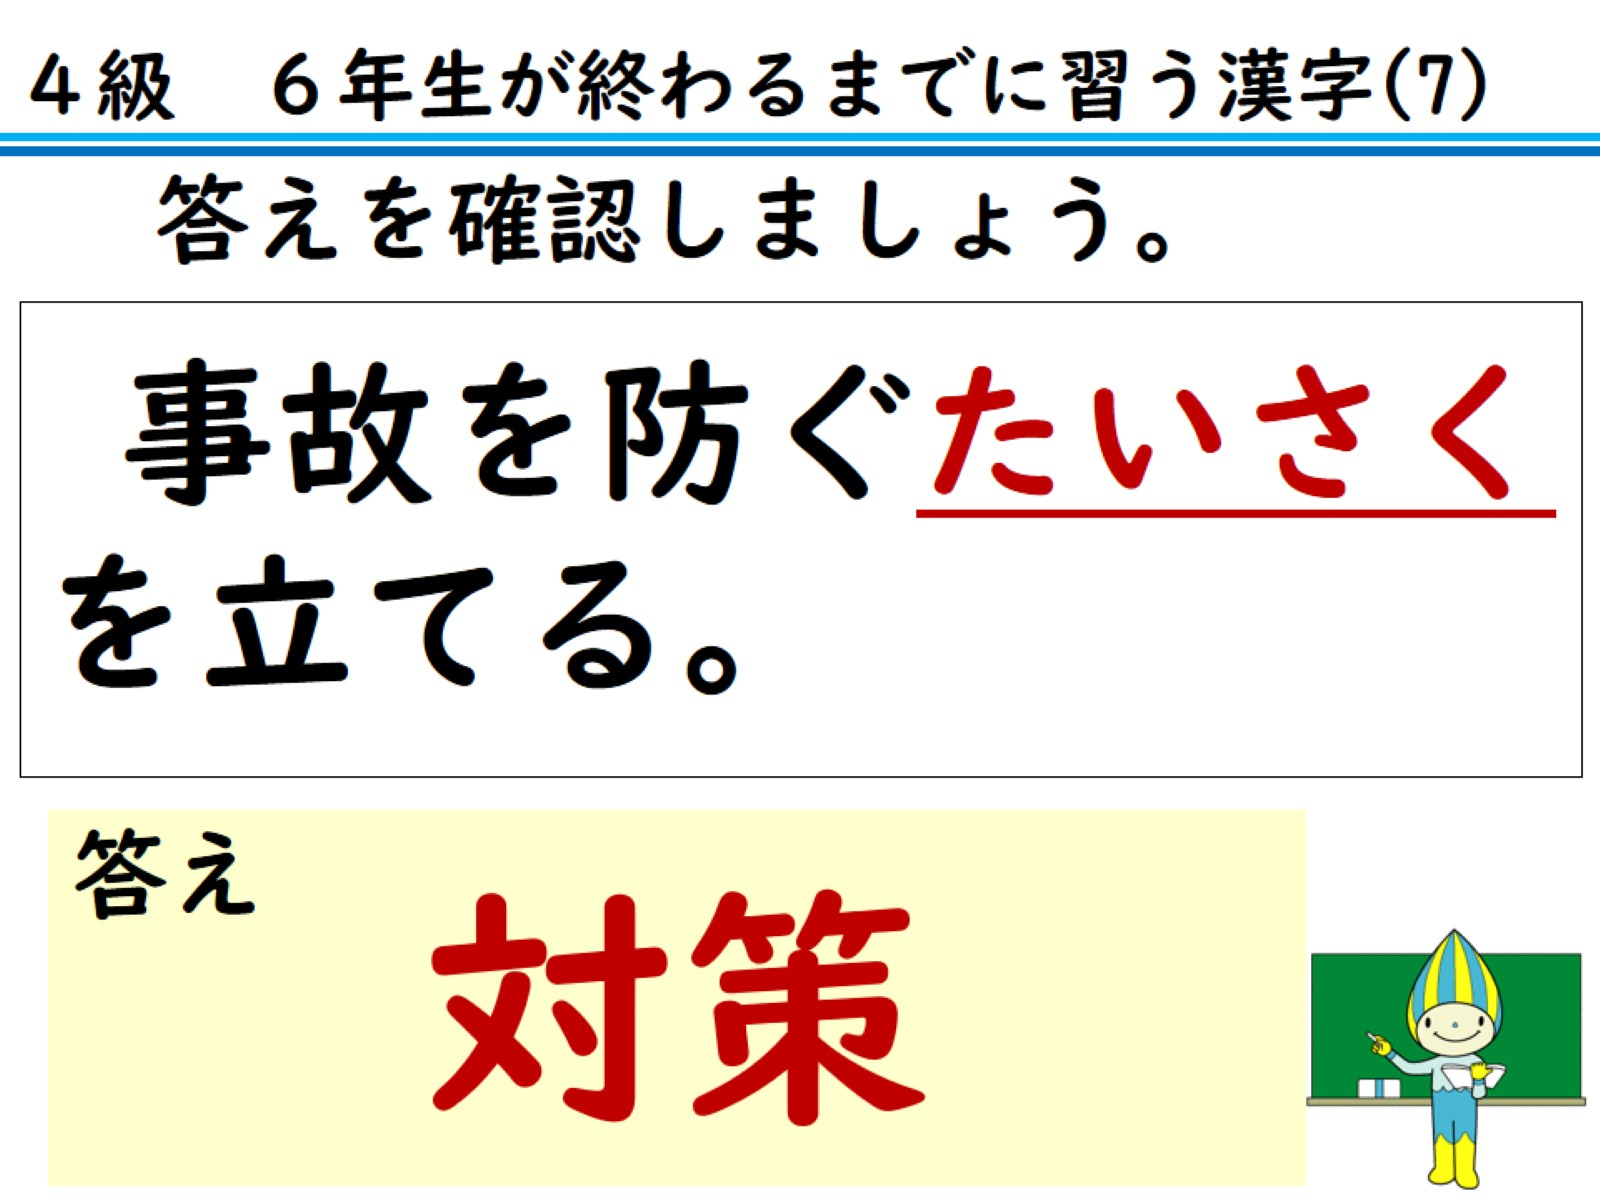 ４級　６年生が終わるまでに習う漢字(7)
答えを確認しましょう。
事故を防ぐたいさく
を立てる。
答え
対策